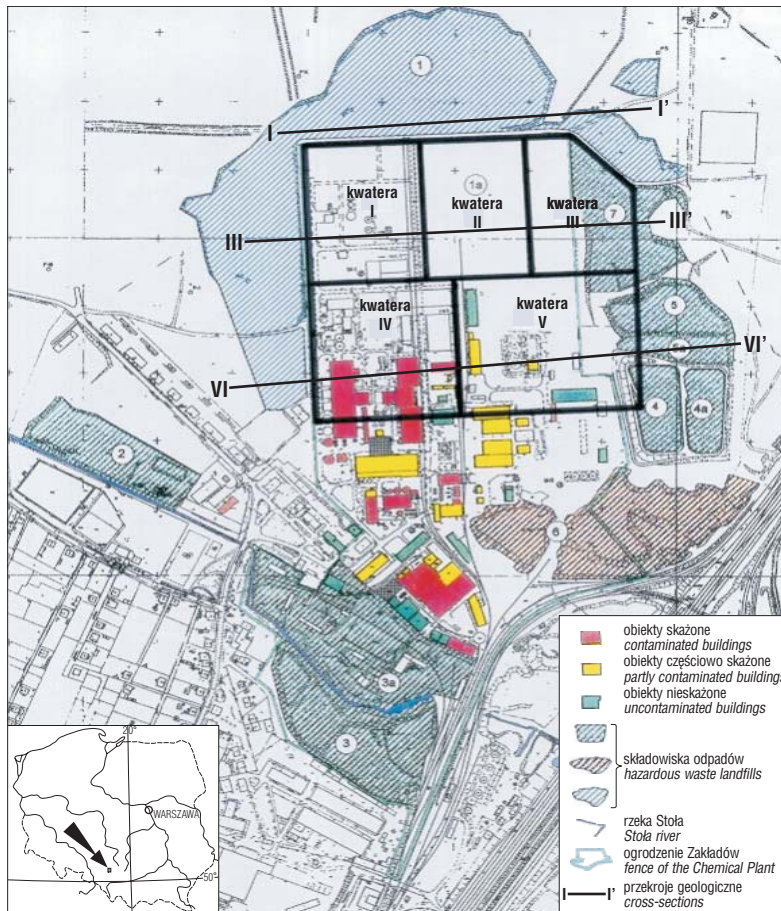 1
I
I'
kwatera
I
1a
kwatera
II
kwatera
III
7
III
III'
kwatera
IV
kwatera
V
5
VI
VI'
4
4a
2
6
3a
3
obiekty skażone
contaminated buildings
obiekty częściowo skażone
partly contaminated buildings
obiekty nieskażone
uncontaminated buildings
składowiska odpadów
hazardous waste landfills
rzeka Stoła
Stoła river
ogrodzenie Zakładów
fence of the Chemical Plant
I I' przekroje geologiczne
cross-sections
20°
WARSZAWA
50°